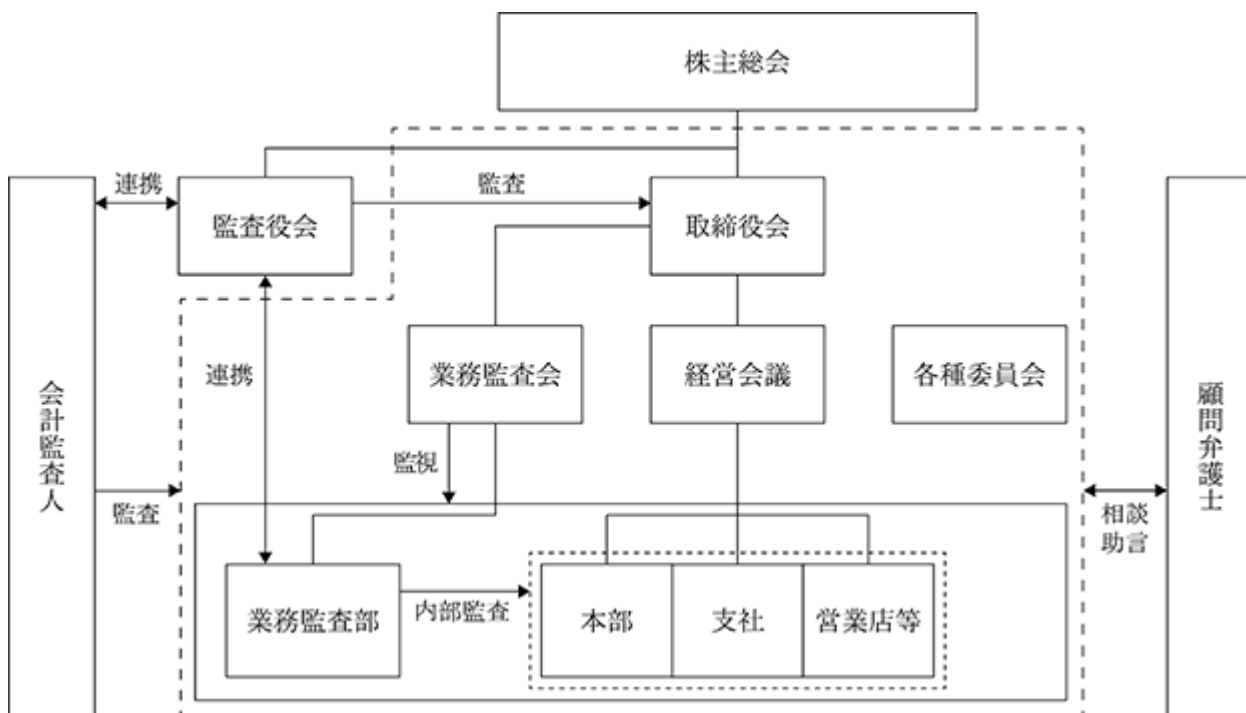 株主総会
連携
監査
監査役会
取締役会
連携
業務監査会
経営会議
各種委員会
会計監査人
顧問弁護士
監視
監査
相談
助言
業務監査部
内部監査
本部
支社
営業店等